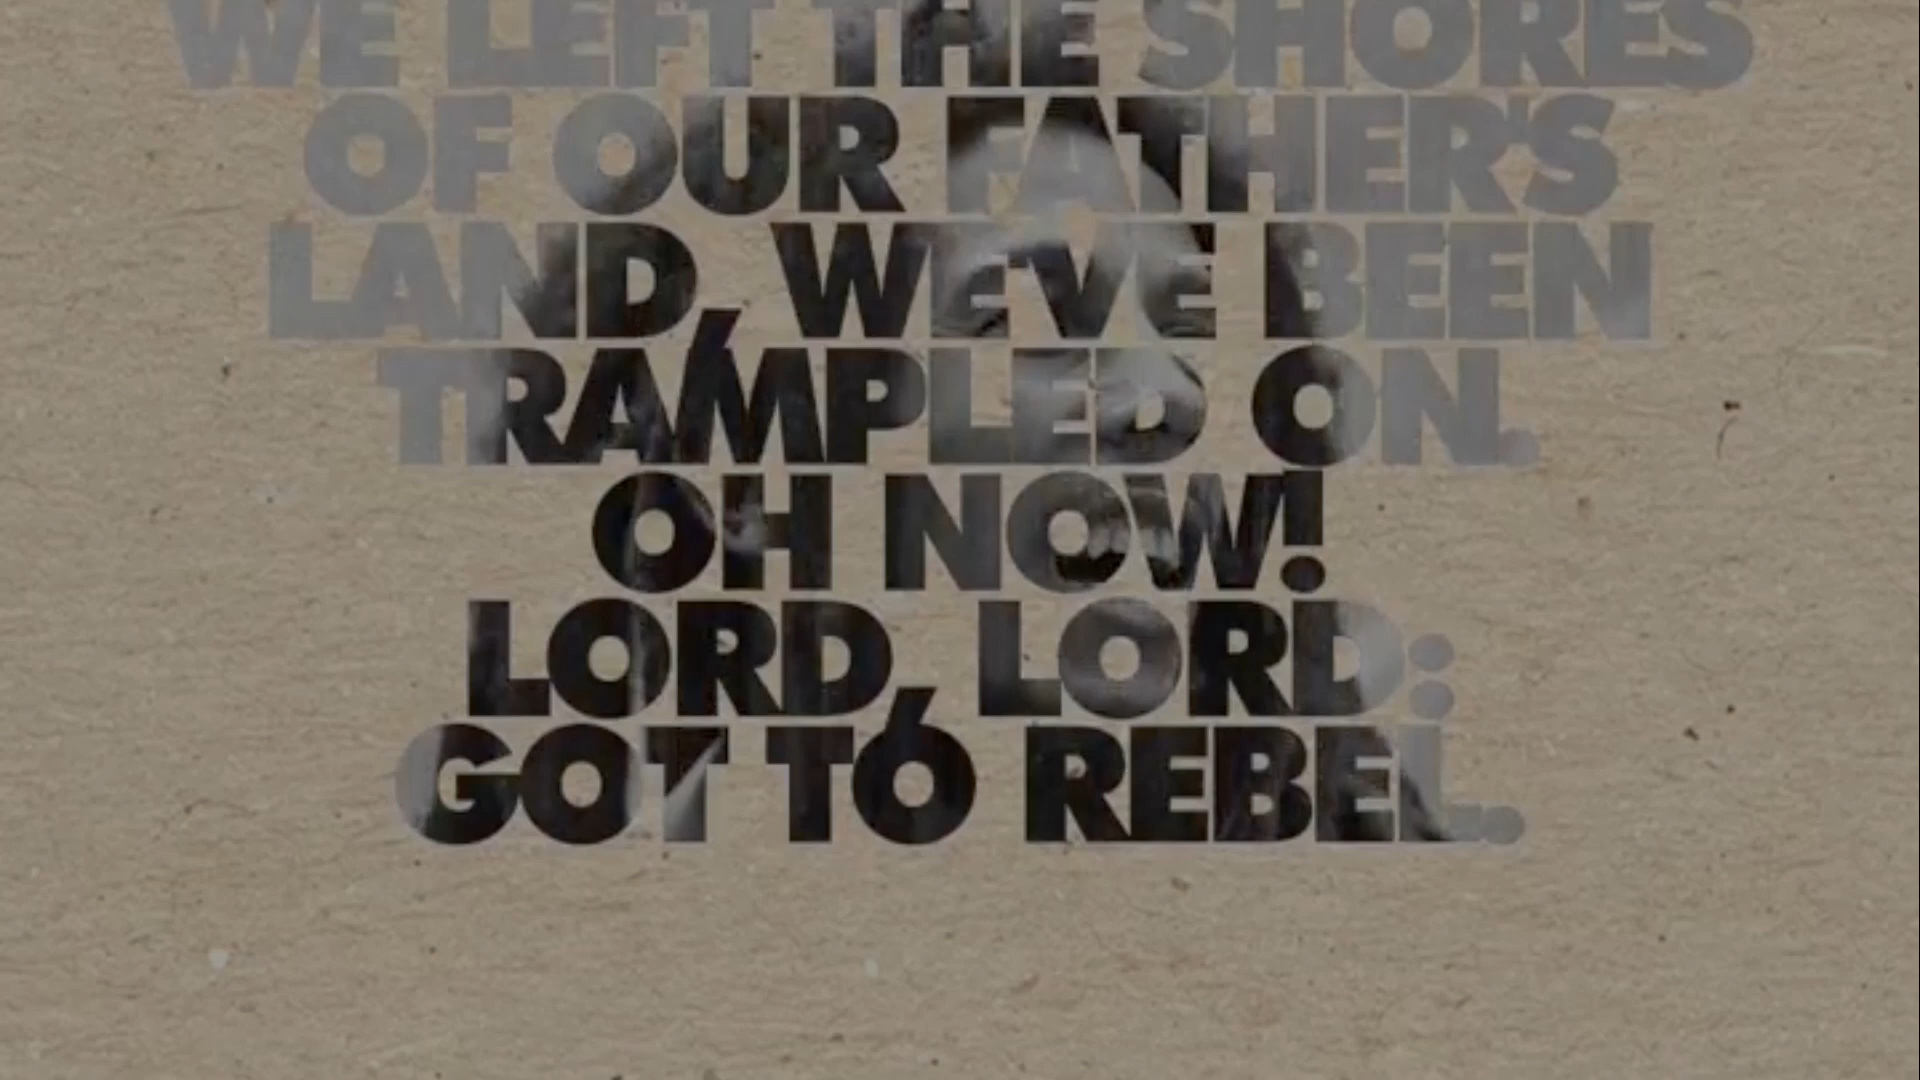 WE LEFT THE SHORES
OF OUR FATHER'S
LAND, WE'VE BEEN
TRAMPLED ON.
OH NOW!
LORD, LORD;
GOT TO REBEL.